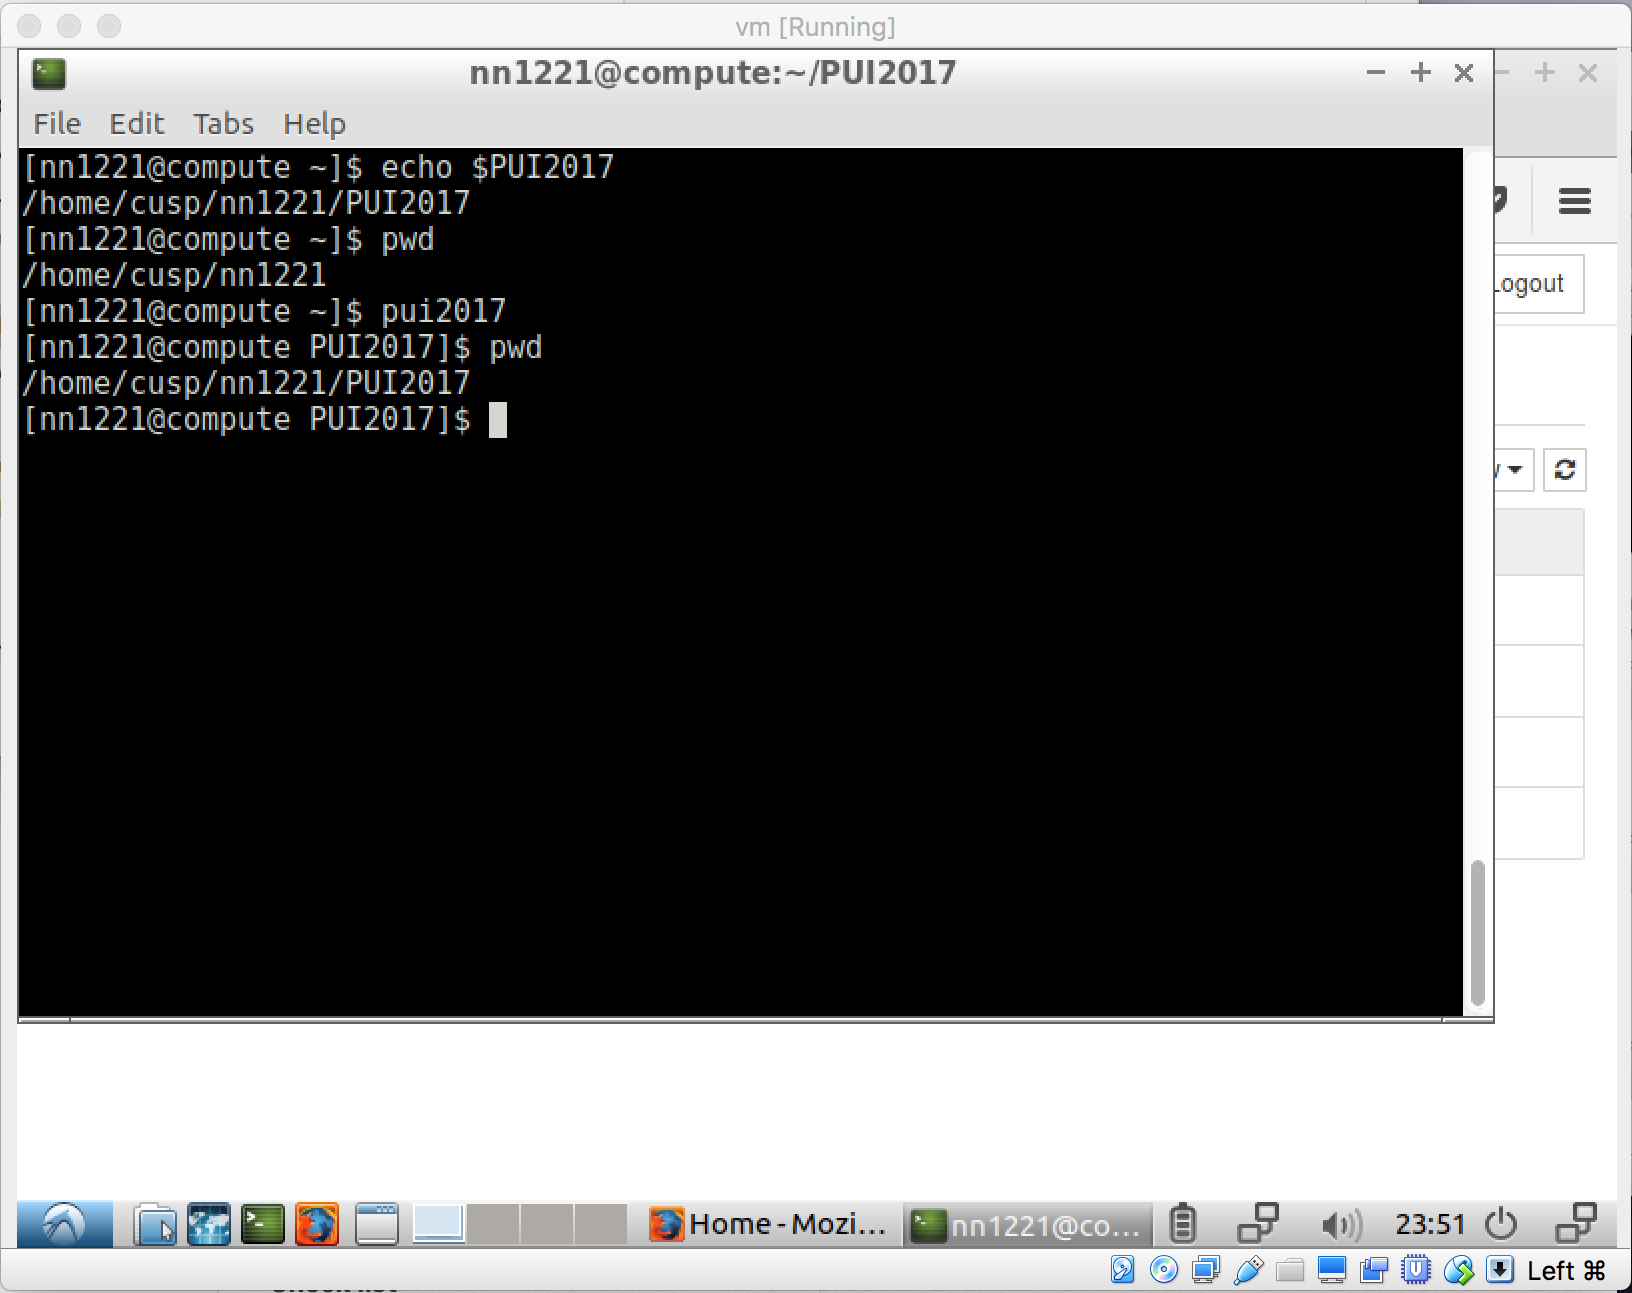 vm [Running]
nn1221@compute:~/PUI2017
File Edit Tabs Help
[nn1221@compute ~]$ echo $PUI2017
/home/cusp/nn1221/PUI2017
[nn1221@compute ~]$ pwd
/home/cusp/nn1221
[nn1221@compute ~]$ pui2017
[nn1221@compute PUI2017]$ pwd
/home/cusp/nn1221/PUI2017
[nn1221@compute PUI2017]$
Logout
Home - Mozi...
nn1221@co...
23:51
Left ⌘